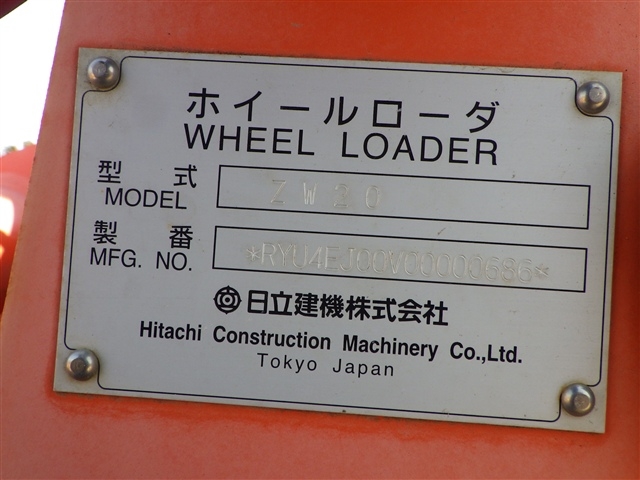 ホイールローダ
WHEEL LOADER
型式 ZW30
MODEL
製番 *RYU4EJ00V00000686*
MFG. NO.
日立建機株式会社
Hitachi Construction Machinery Co.,Ltd.
Tokyo Japan